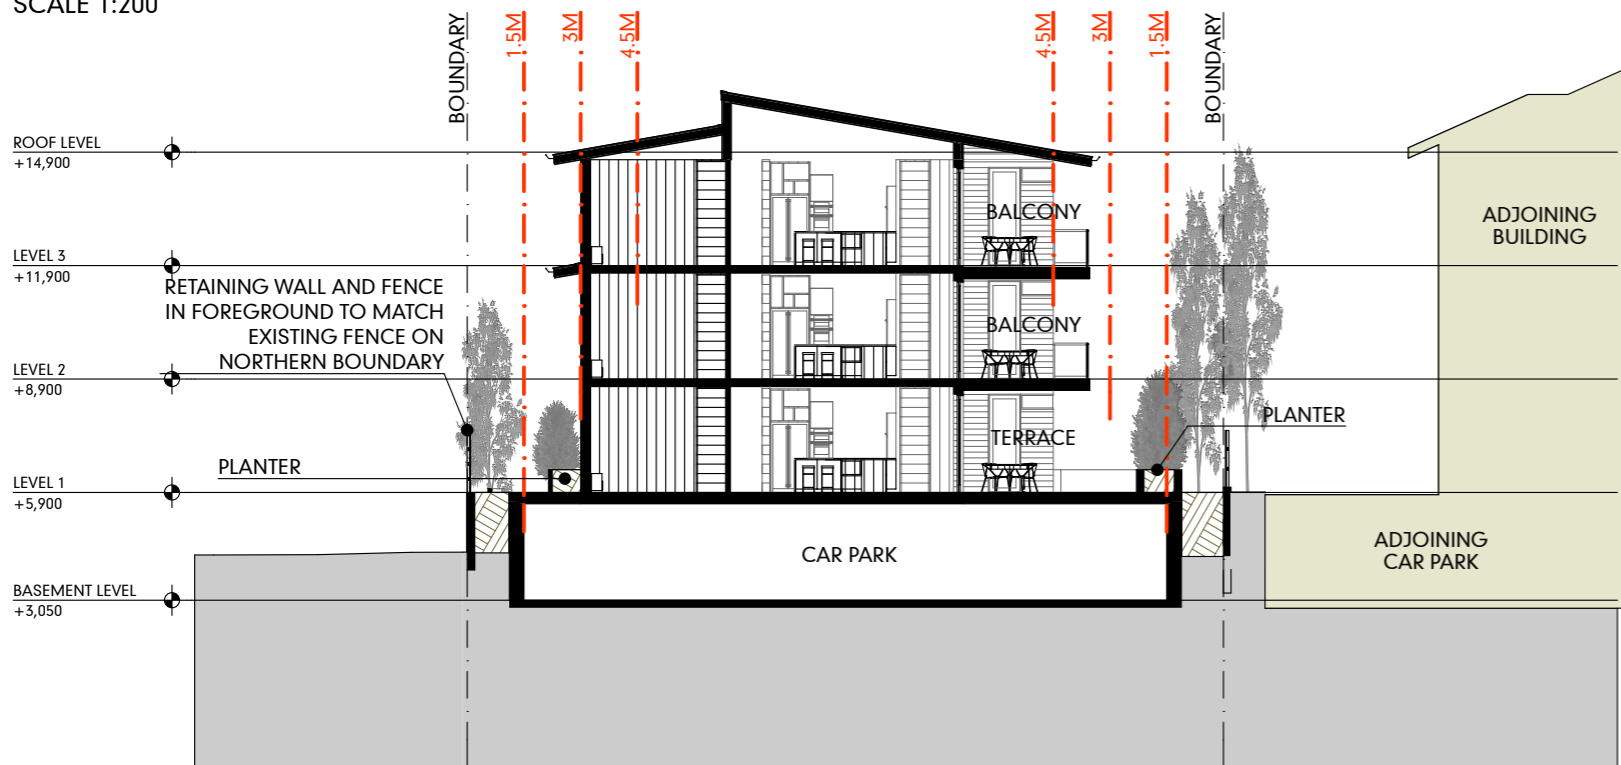 SCALE 1:200
BOUNDARY
1.5M
3M
4.5M
4.5M
3M
1.5M
BOUNDARY
ROOF LEVEL
+14,900
LEVEL 3
+11,900
RETAINING WALL AND FENCE
IN FOREGROUND TO MATCH
EXISTING FENCE ON
NORTHERN BOUNDARY
LEVEL 2
+8,900
PLANTER
LEVEL 1
+5,900
BASEMENT LEVEL
+3,050
BALCONY
BALCONY
TERRACE
PLANTER
CAR PARK
ADJOINING
BUILDING
ADJOINING
CAR PARK